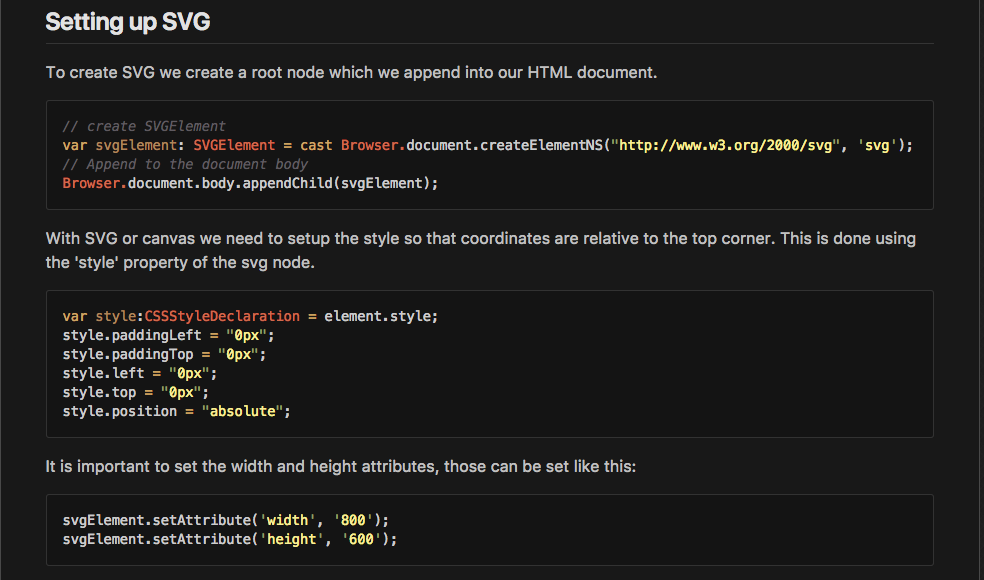 Setting up SVG
To create SVG we create a root node which we append into our HTML document.
// create SVGElement
var svgElement: SVGElement = cast Browser.document.createElementNS("http://www.w3.org/2000/svg", 'svg');
// Append to the document body
Browser.document.body.appendChild(svgElement);
With SVG or canvas we need to setup the style so that coordinates are relative to the top corner. This is done using
the 'style' property of the svg node.
var style:CSSStyleDeclaration = element.style;
style.paddingLeft = "0px";
style.paddingTop = "0px";
style.left = "0px";
style.top = "0px";
style.position = "absolute";
It is important to set the width and height attributes, those can be set like this:
svgElement.setAttribute('width', '800');
svgElement.setAttribute('height', '600');